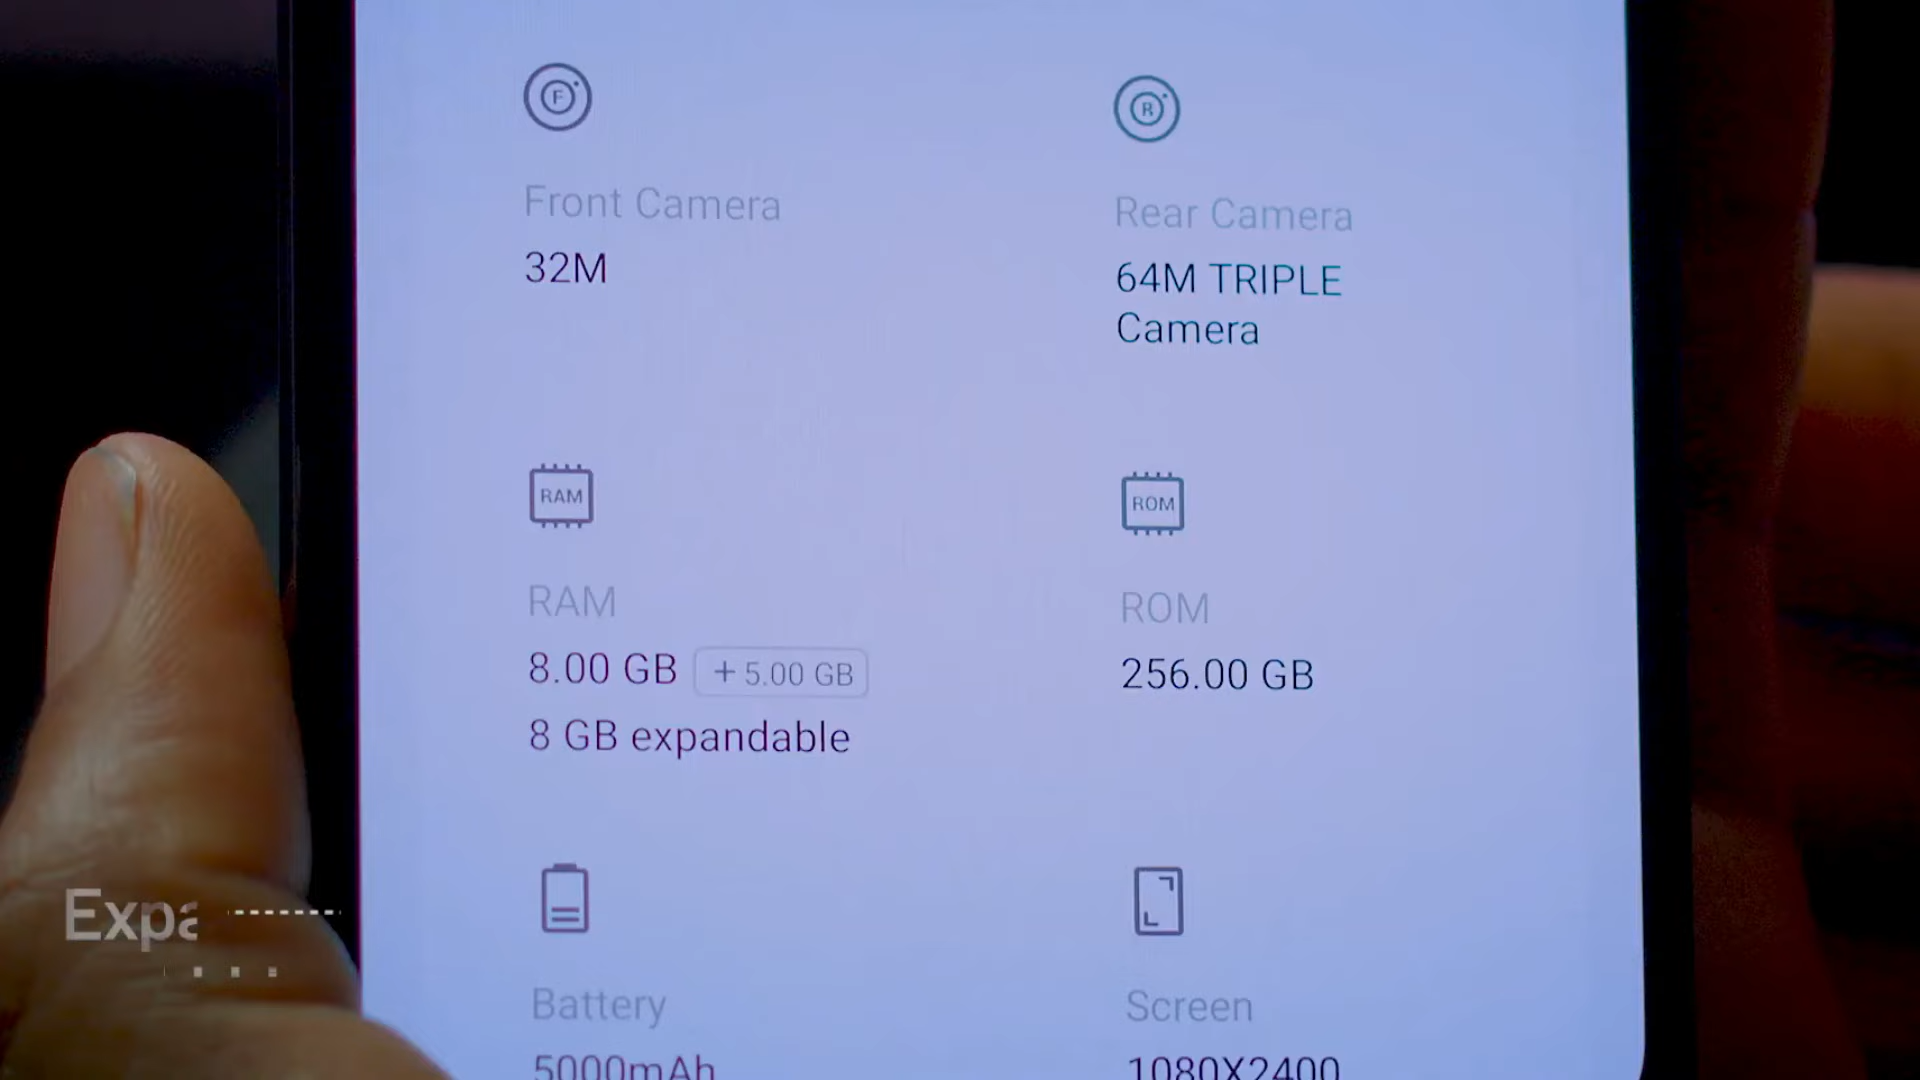 F
R
Front Camera
32M
Rear Camera
64M TRIPLE
Camera
RAM
ROM
RAM
8.00 GB +5.00 GB
8 GB expandable
ROM
256.00 GB
Battery
5000mAh
Screen
1080X2400
Expa